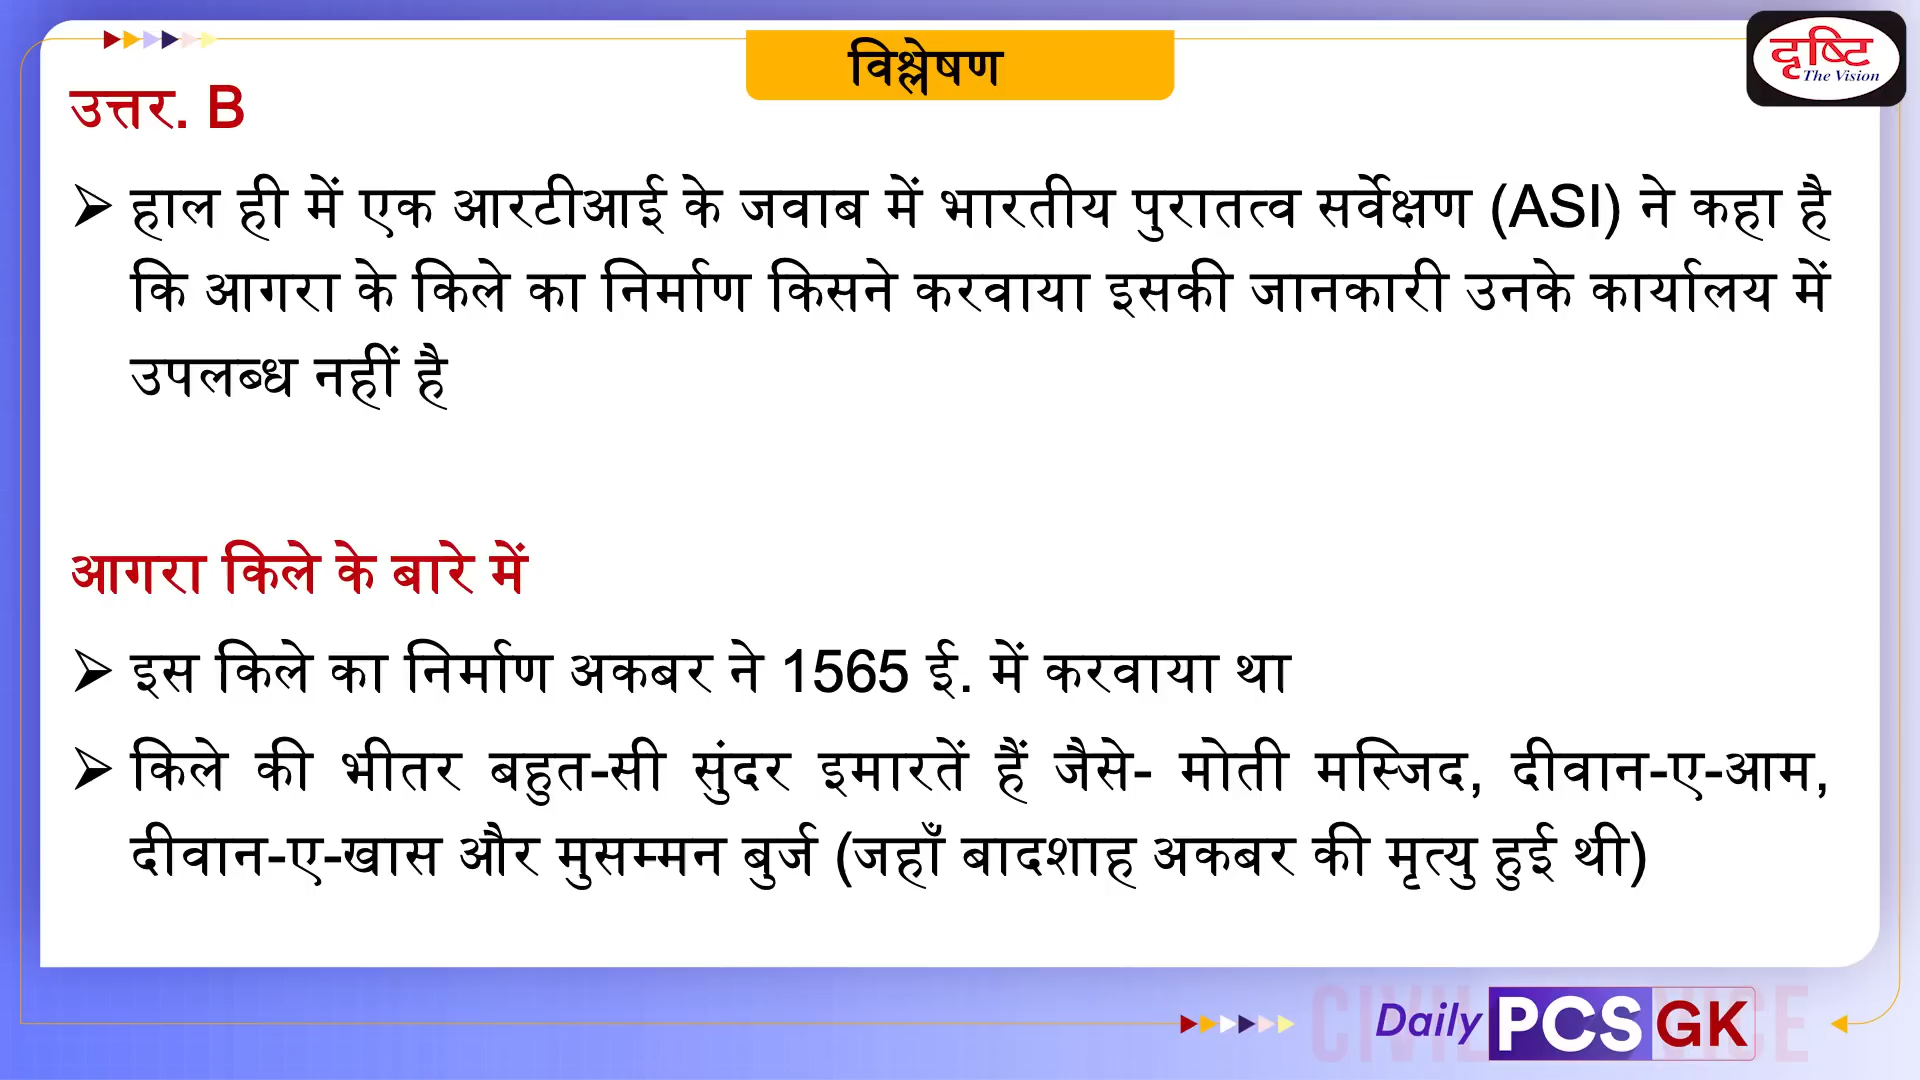 विश्लेषण
दृष्टि
The Vision
उत्तर. B
➢ हाल ही में एक आरटीआई के जवाब में भारतीय पुरातत्व सर्वेक्षण (ASI) ने कहा है
कि आगरा के किले का निर्माण किसने करवाया इसकी जानकारी उनके कार्यालय में
उपलब्ध नहीं है
आगरा किले के बारे में
➢ इस किले का निर्माण अकबर ने 1565 ई. में करवाया था
➢ किले की भीतर बहुत-सी सुंदर इमारतें हैं जैसे- मोती मस्जिद, दीवान-ए-आम,
दीवान-ए-खास और मुसम्मन बुर्ज (जहाँ बादशाह अकबर की मृत्यु हुई थी)
Daily PCS GK